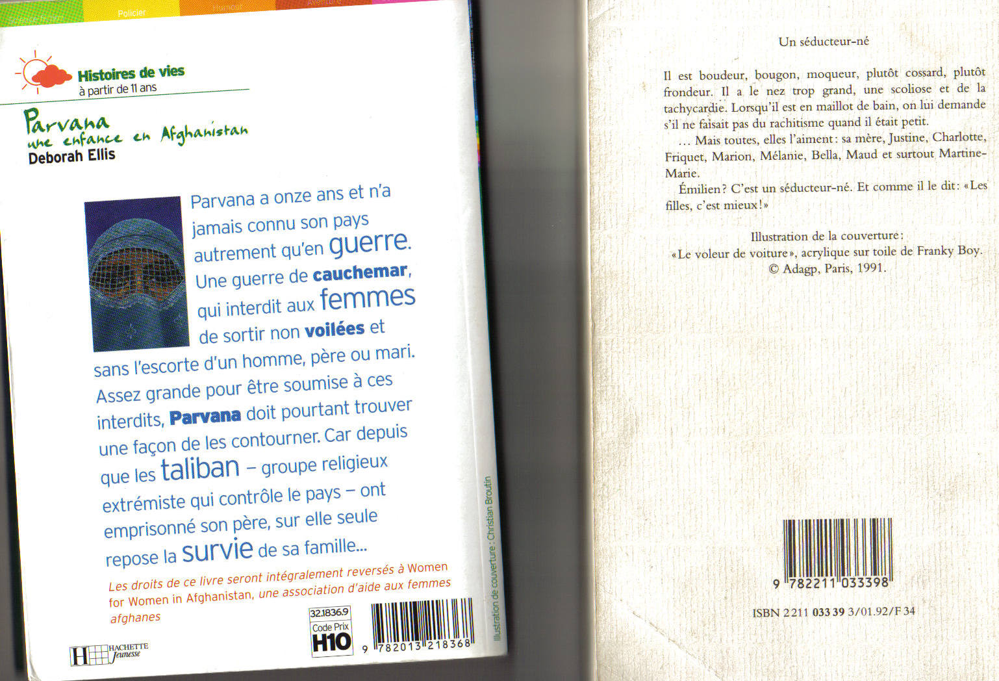 Science-fiction
Policier
Humour
Aventure
Histoires de vies
à partir de 11 ans
Parvana
une enfance en Afghanistan
Deborah Ellis
Parvana a onze ans et n'a
jamais connu son pays
autrement qu'en guerre.
Une guerre de cauchemar,
qui interdit aux femmes
de sortir non voilées et
sans l'escorte d'un homme, père ou mari.
Assez grande pour être soumise à ces
interdits, Parvana doit pourtant trouver
une façon de les contourner. Car depuis
que les taliban – groupe religieux
extrémiste qui contrôle le pays – ont
emprisonné son père, sur elle seule
repose la survie de sa famille...
Les droits de ce livre seront intégralement reversés à Women
for Women in Afghanistan, une association d'aide aux femmes
afghanes
H HACHETTE
Jeunesse
32.1836.9
Code Prix
H10
9 782013 218368
Illustration de couverture : Christian Broutin
Un séducteur-né
Il est boudeur, bougon, moqueur, plutôt cossard, plutôt
frondeur. Il a le nez trop grand, une scoliose et de la
tachycardie. Lorsqu'il est en maillot de bain, on lui demande
s'il ne faisait pas du rachitisme quand il était petit.
... Mais toutes, elles l'aiment : sa mère, Justine, Charlotte,
Friquet, Marion, Mélanie, Bella, Maud et surtout Martine-
Marie.
Émilien ? C'est un séducteur-né. Et comme il le dit : «Les
filles, c'est mieux !»
Illustration de la couverture :
«Le voleur de voiture», acrylique sur toile de Franky Boy.
© Adagp, Paris, 1991.
9 782211 033398
ISBN 2 211 033 39 3/01.92/F 34